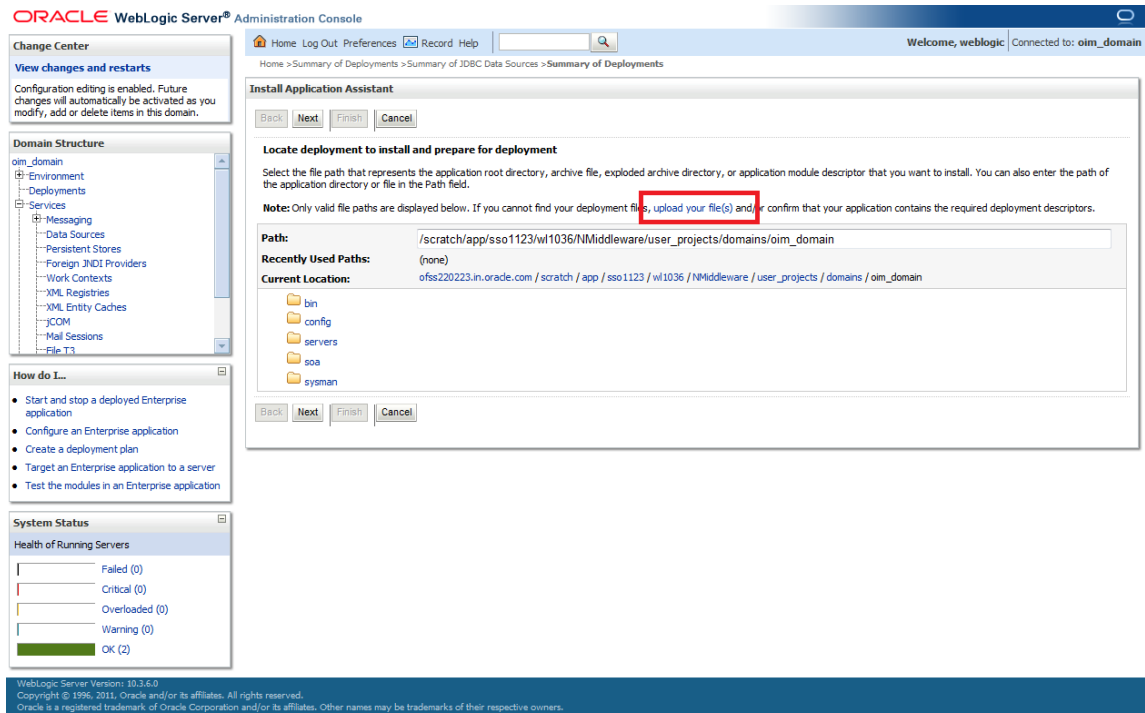 ORACLE WebLogic Server® Administration Console
Change Center
View changes and restarts
Configuration editing is enabled. Future
changes will automatically be activated as you
modify, add or delete items in this domain.
Domain Structure
oim_domain
Environment
Deployments
Services
Messaging
Data Sources
Persistent Stores
Foreign JNDI Providers
Work Contexts
XML Registries
XML Entity Caches
jCOM
Mail Sessions
File T3
How do I...
Start and stop a deployed Enterprise
application
Configure an Enterprise application
Create a deployment plan
Target an Enterprise application to a server
Test the modules in an Enterprise application
System Status
Health of Running Servers
Failed (0)
Critical (0)
Overloaded (0)
Warning (0)
OK (2)
Home Log Out Preferences Record Help
Welcome, weblogic Connected to: oim_domain
Home >Summary of Deployments >Summary of JDBC Data Sources >Summary of Deployments
Install Application Assistant
Back Next Finish Cancel
Locate deployment to install and prepare for deployment
Select the file path that represents the application root directory, archive file, exploded archive directory, or application module descriptor that you want to install. You can also enter the path of
the application directory or file in the Path field.
Note: Only valid file paths are displayed below. If you cannot find your deployment files, upload your file(s) and/or confirm that your application contains the required deployment descriptors.
Path: /scratch/app/sso1123/wl1036/NMiddleware/user_projects/domains/oim_domain
Recently Used Paths: (none)
Current Location: ofss220223.in.oracle.com / scratch / app / sso1123 / wl1036 / NMiddleware / user_projects / domains / oim_domain
bin
config
servers
soa
sysman
Back Next Finish Cancel
WebLogic Server Version: 10.3.6.0
Copyright © 1996, 2011, Oracle and/or its affiliates. All rights reserved.
Oracle is a registered trademark of Oracle Corporation and/or its affiliates. Other names may be trademarks of their respective owners.